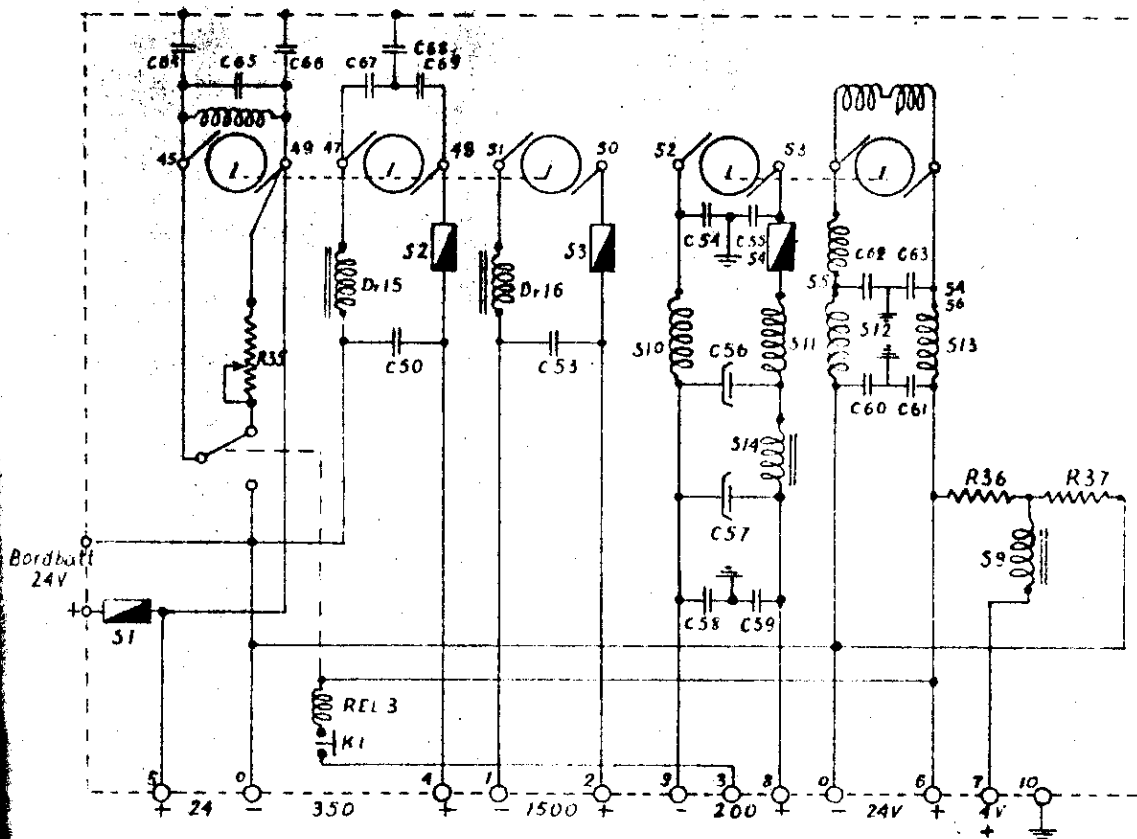 C64 C65 C66 C67 C68 C69
45 49 47 48 51 50 52 53
C54 C55
S4
S2 S3
Dr15 Dr16
C62 C63
S5 S4
S6
S12
R35
C50 C53
S10 C56 S11 S13
C60 C61
S14
R36 R37
C57
S9
Bordbatt
24V
+
S1
C58 C59
REL 3
K1
5 0 4 1 2 9 3 8 0 6 7 10
+ 24 - 350 + - 1500 + - 200 + - 24V + 4V
+